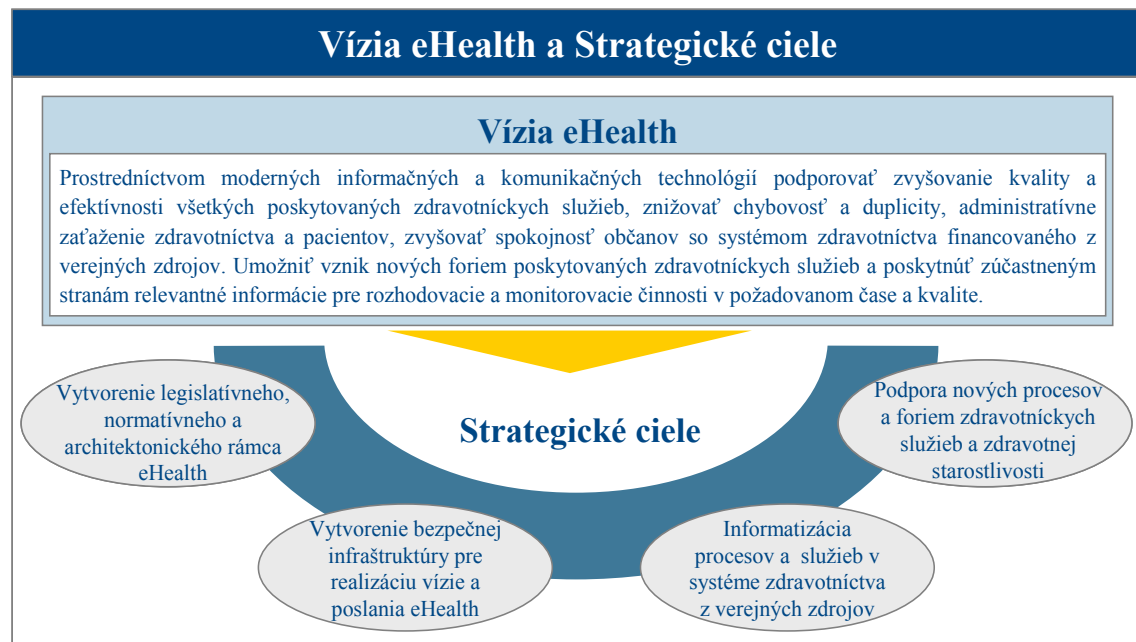 Vízia eHealth a Strategické ciele
Vízia eHealth
Prostredníctvom moderných informačných a komunikačných technológií podporovať zvyšovanie kvality a
efektívnosti všetkých poskytovaných zdravotníckych služieb, znižovať chybovosť a duplicity, administratívne
zaťaženie zdravotníctva a pacientov, zvyšovať spokojnosť občanov so systémom zdravotníctva financovaného z
verejných zdrojov. Umožniť vznik nových foriem poskytovaných zdravotníckych služieb a poskytnúť zúčastneným
stranám relevantné informácie pre rozhodovacie a monitorovacie činnosti v požadovanom čase a kvalite.
Strategické ciele
Vytvorenie legislatívneho,
normatívneho a
architektonického rámca
eHealth
Vytvorenie bezpečnej
infraštruktúry pre
realizáciu vízie a
poslania eHealth
Informatizácia
procesov a služieb v
systéme zdravotníctva
z verejných zdrojov
Podpora nových procesov
a foriem zdravotníckych
služieb a zdravotnej
starostlivosti